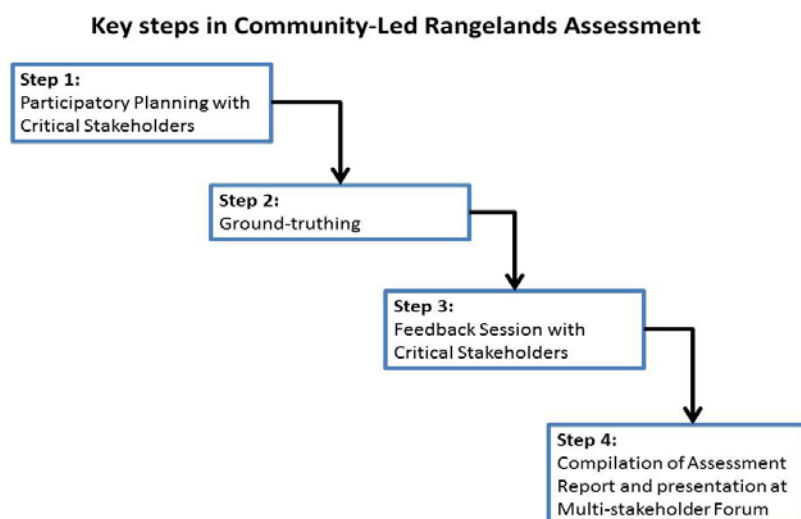 Key steps in Community-Led Rangelands Assessment
Step 1:
Participatory Planning with
Critical Stakeholders
Step 2:
Ground-truthing
Step 3:
Feedback Session with
Critical Stakeholders
Step 4:
Compilation of Assessment
Report and presentation at
Multi-stakeholder Forum